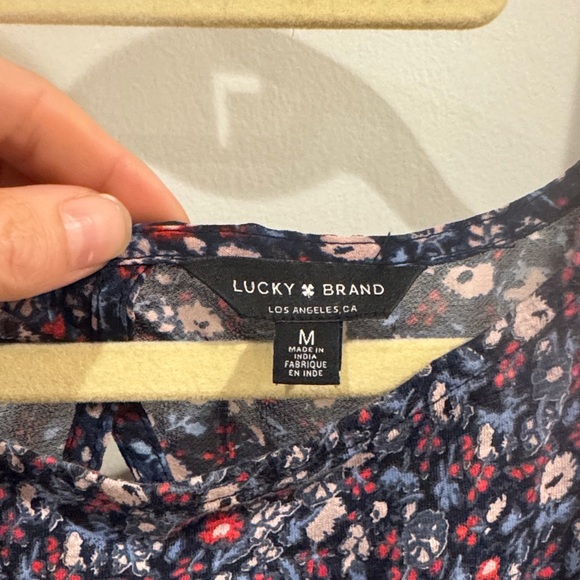 LUCKY BRAND
LOS ANGELES, CA
M
MADE IN
INDIA
FABRIQUE
EN INDE